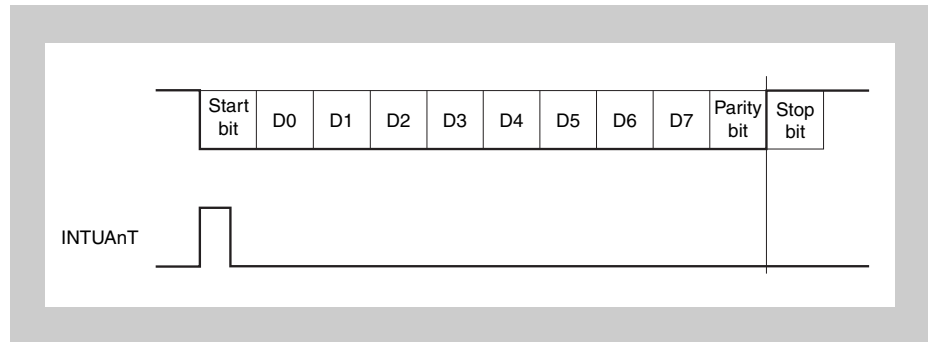 Start bit
D0
D1
D2
D3
D4
D5
D6
D7
Parity bit
Stop bit
INTUAnT